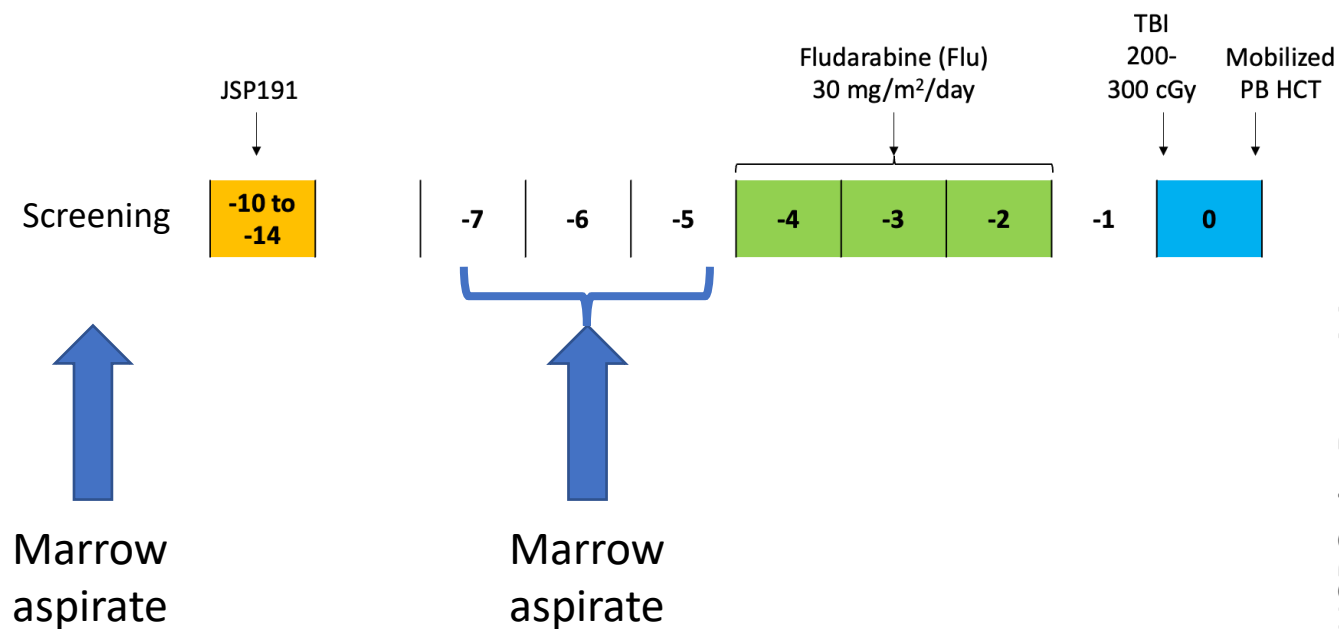 JSP191
Fludarabine (Flu)
30 mg/m²/day
TBI
200-
300 cGy
Mobilized
PB HCT
Screening
-10 to
-14
-7
-6
-5
-4
-3
-2
-1
0
Marrow
aspirate
Marrow
aspirate